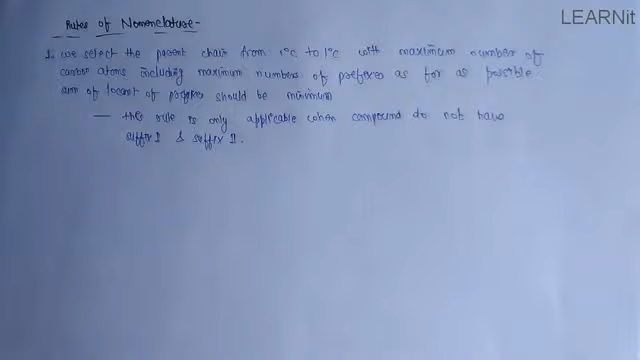 LEARNit
Rules of Nomenclature-
1. we select the parent chain from 1°c to 1°c with maximum number of
carbon atoms including maximum numbers of prefexes as for as possible
sum of locant of prefixes should be minimum
— this rule is only applicable when compound do not have
suffix I & suffix II.